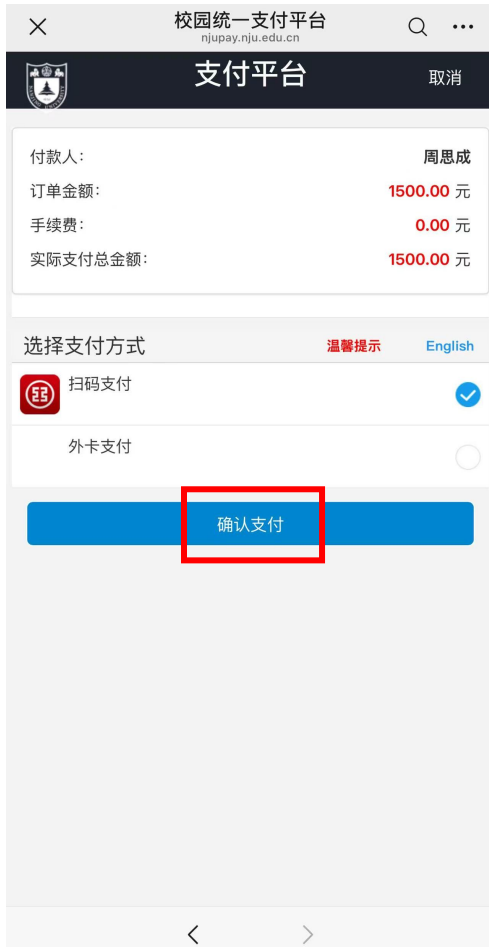 校园统一支付平台
njupay.nju.edu.cn
支付平台
取消
付款人：
周思成
订单金额：
1500.00 元
手续费：
0.00 元
实际支付总金额：
1500.00 元
选择支付方式
温馨提示
English
扫码支付
外卡支付
确认支付